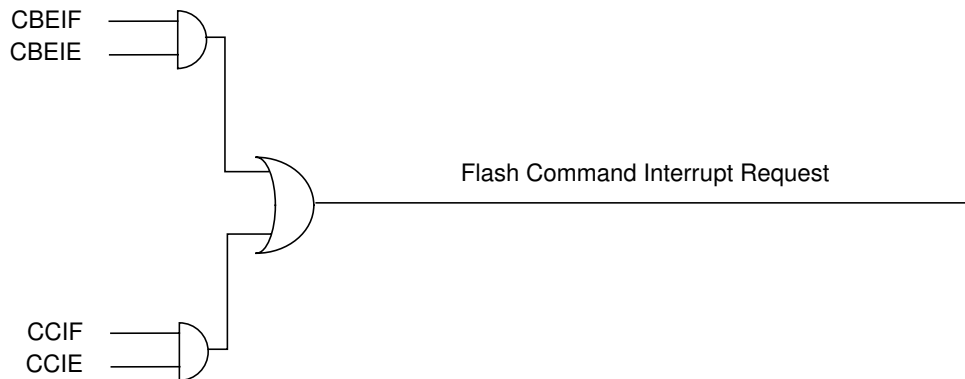 CBEIF
CBEIE
Flash Command Interrupt Request
CCIF
CCIE